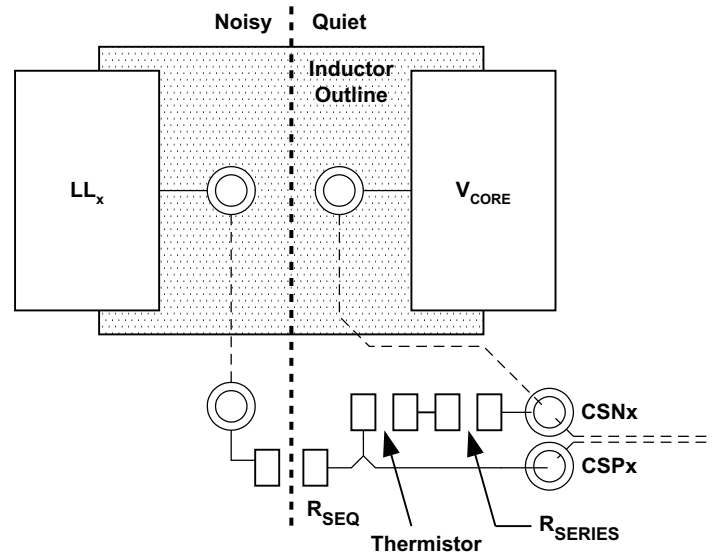 Noisy
Quiet
Inductor
Outline
LLx
VCORE
CSNx
CSPx
RSEQ
RSERIES
Thermistor